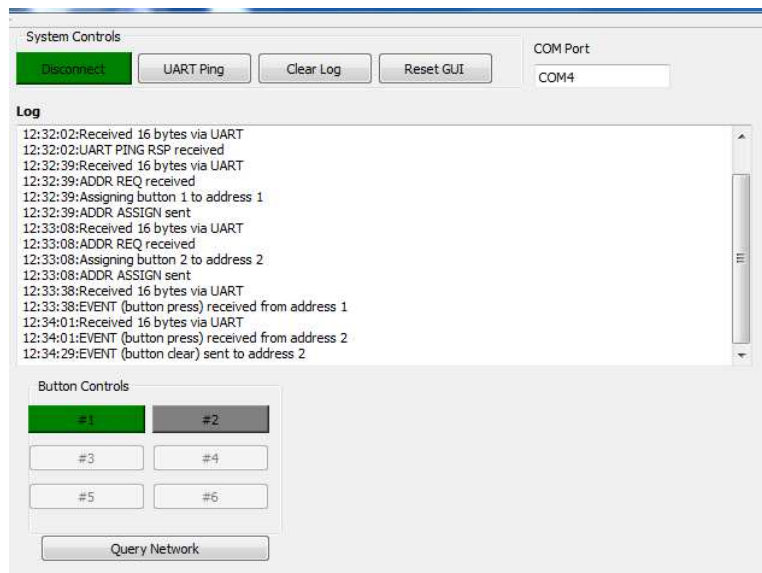 System Controls
COM Port
Disconnect UART Ping Clear Log Reset GUI
COM4
Log
12:32:02:Received 16 bytes via UART
12:32:02:UART PING RSP received
12:32:39:Received 16 bytes via UART
12:32:39:ADDR REQ received
12:32:39:Assigning button 1 to address 1
12:32:39:ADDR ASSIGN sent
12:33:08:Received 16 bytes via UART
12:33:08:ADDR REQ received
12:33:08:Assigning button 2 to address 2
12:33:08:ADDR ASSIGN sent
12:33:38:Received 16 bytes via UART
12:33:38:EVENT (button press) received from address 1
12:34:01:Received 16 bytes via UART
12:34:01:EVENT (button press) received from address 2
12:34:29:EVENT (button clear) sent to address 2
Button Controls
#1 #2
#3 #4
#5 #6
Query Network